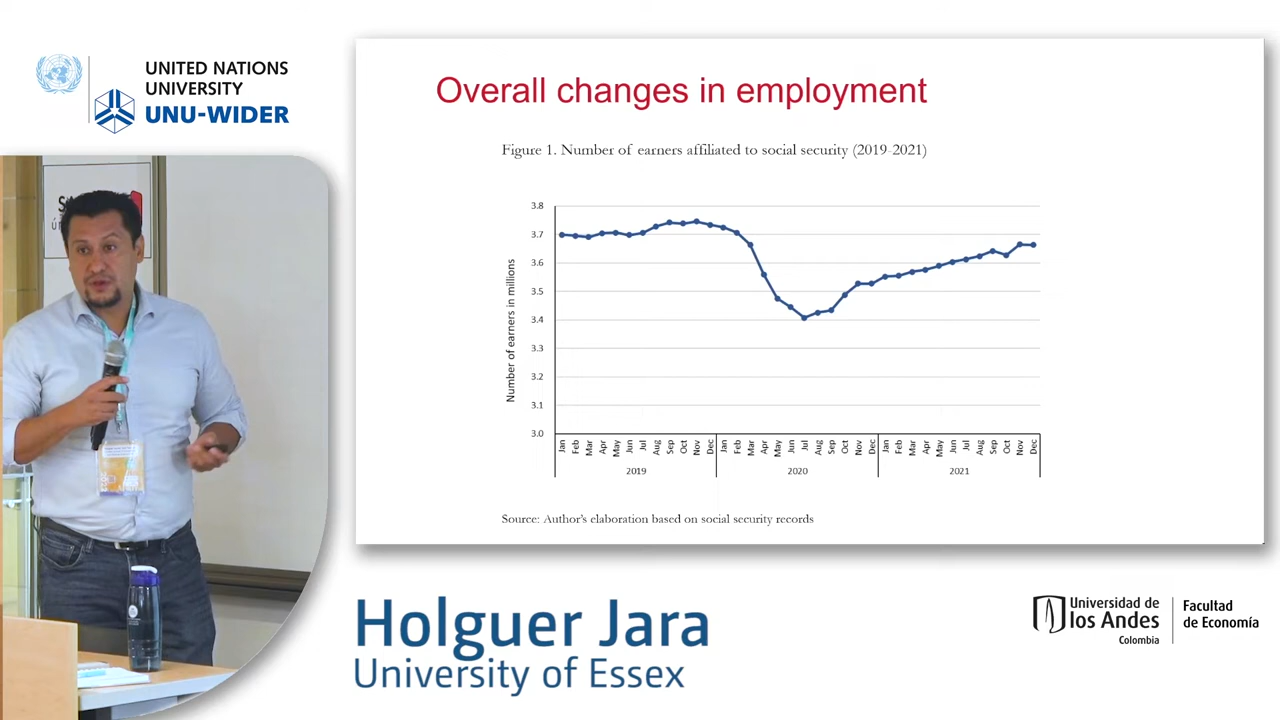 UNITED NATIONS
UNIVERSITY
UNU-WIDER
Overall changes in employment
Figure 1. Number of earners affiliated to social security (2019-2021)
Number of earners in millions
3.8
3.7
3.6
3.5
3.4
3.3
3.2
3.1
3.0
Jan Feb Mar Apr May Jun Jul Aug Sep Oct Nov Dec Jan Feb Mar Apr May Jun Jul Aug Sep Oct Nov Dec Jan Feb Mar Apr May Jun Jul Aug Sep Oct Nov Dec
2019 2020 2021
Source: Author's elaboration based on social security records
Holguer Jara
University of Essex
Universidad de
los Andes
Colombia
Facultad
de Economía